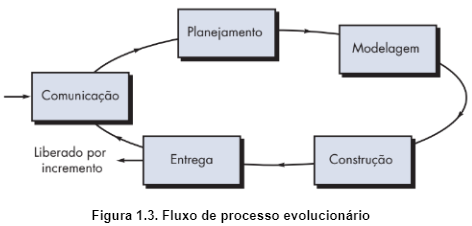 Planejamento
Modelagem
Comunicação
Liberado por
incremento
Entrega
Construção
Figura 1.3. Fluxo de processo evolucionário